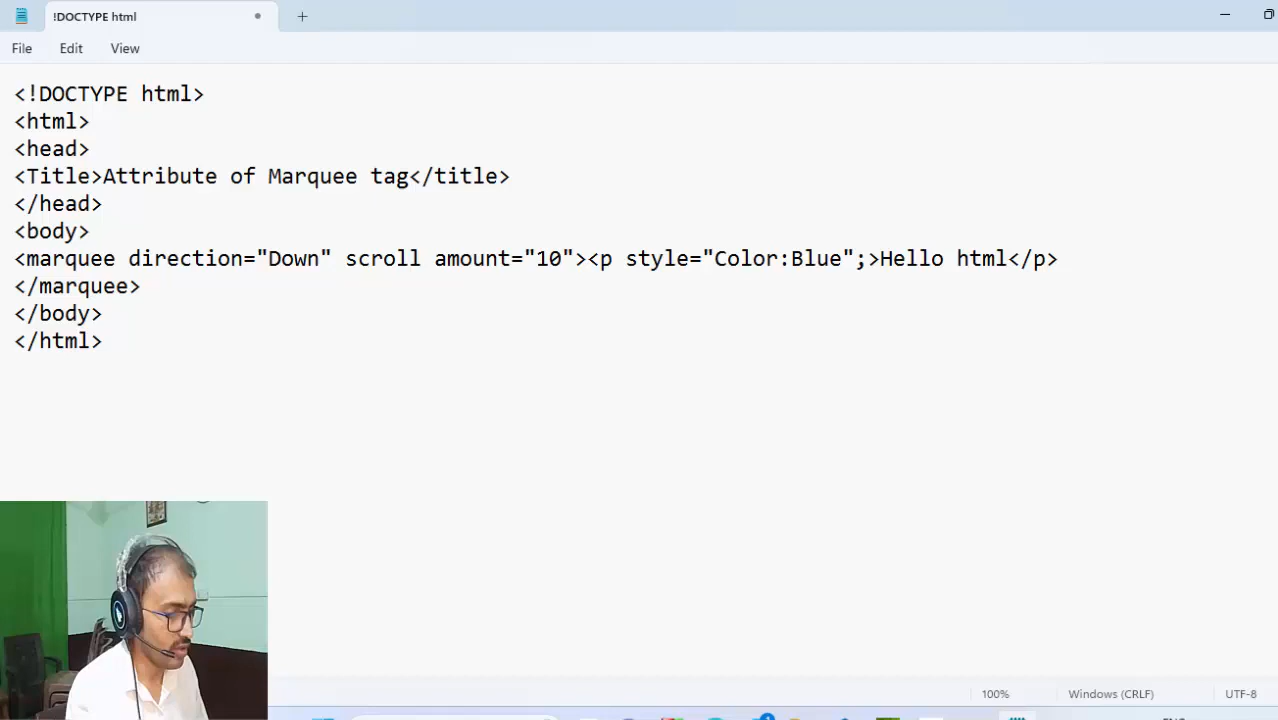 !DOCTYPE html
File Edit View
<!DOCTYPE html>
<html>
<head>
<Title>Attribute of Marquee tag</title>
</head>
<body>
<marquee direction="Down" scroll amount="10"><p style="Color:Blue";>Hello html</p>
</marquee>
</body>
</html>
100% Windows (CRLF) UTF-8